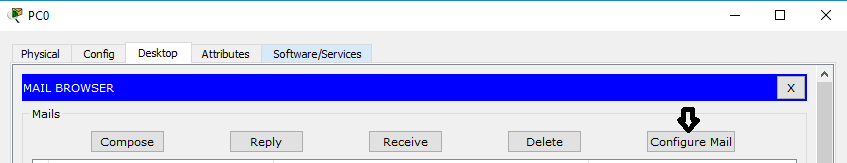 PC0
Physical Config Desktop Attributes Software/Services
MAIL BROWSER X
Mails
Compose Reply Receive Delete Configure Mail